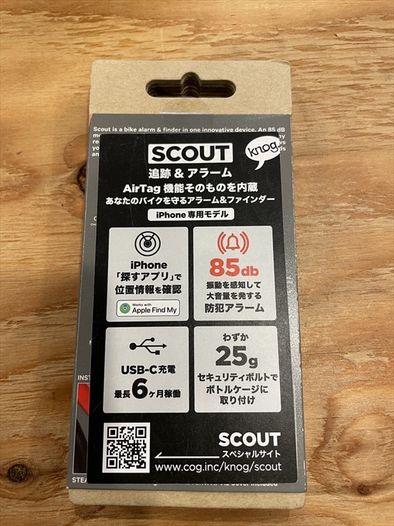 Scout is a bike alarm & finder in one innovative device. An 85 dB
SCOUT
knog
追跡 & アラーム
AirTag 機能そのものを内蔵
あなたのバイクを守るアラーム&ファインダー
iPhone 専用モデル
iPhone
「探すアプリ」で
位置情報を確認
Works with
Apple Find My
85db
振動を感知して
大音量を発する
防犯アラーム
USB-C充電
最長6ヶ月稼働
わずか
25g
セキュリティボルトで
ボトルケージに
取り付け
SCOUT
スペシャルサイト
www.cog.inc/knog/scout